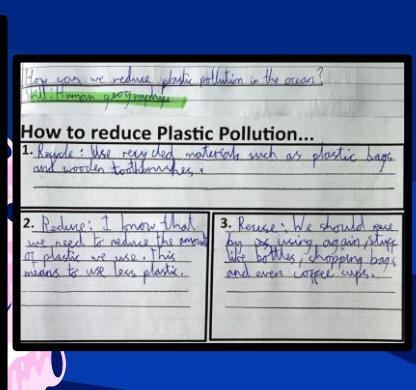 How can we reduce plastic pollution in the ocean?
Skill: Human geography
How to reduce Plastic Pollution...
1. Recycle: Use recycled materials such as plastic bags
and wooden toothbrushes.
2. Reduce: I know that
we need to reduce the amount
of plastic we use. This
means to use less plastic.
3. Reuse: We should reuse
by using again, stuff
like bottles, shopping bags
and even coffee cups.